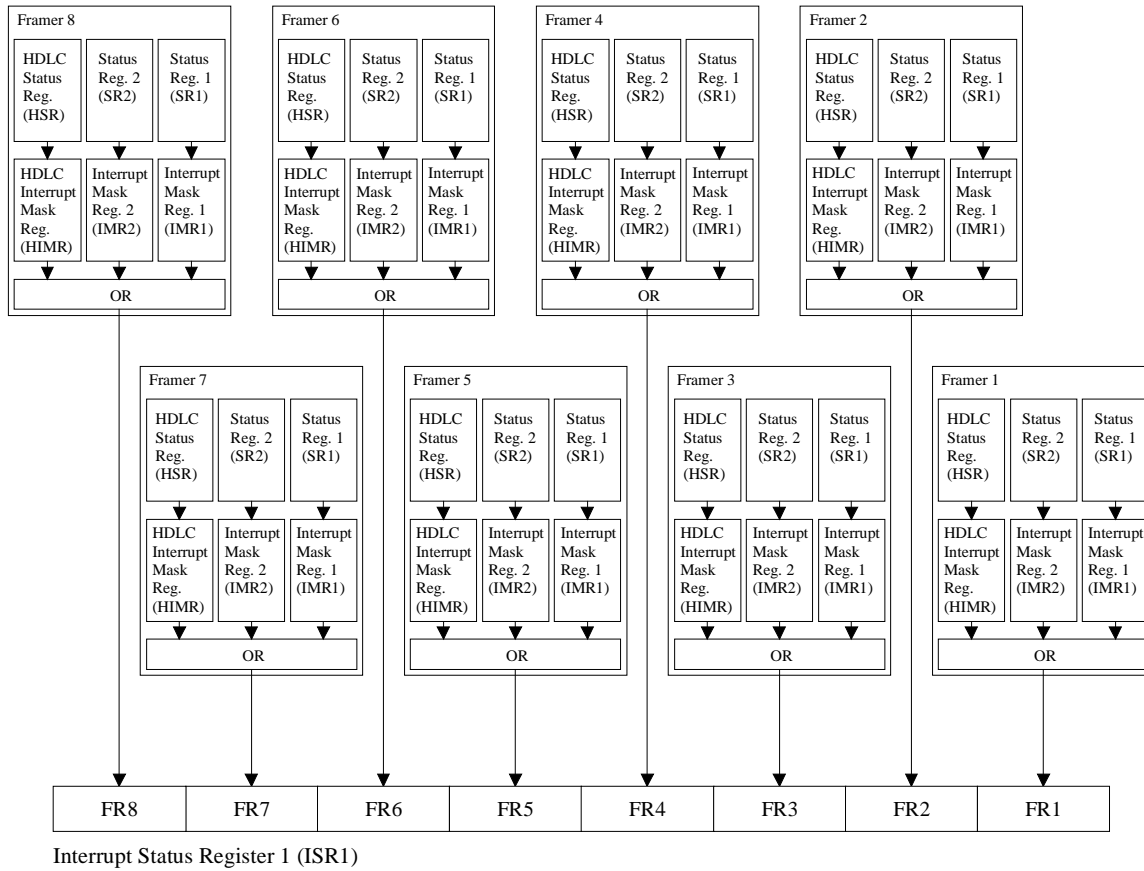 Framer 8
HDLC
Status
Reg.
(HSR)
Status
Reg. 2
(SR2)
Status
Reg. 1
(SR1)
HDLC
Interrupt
Mask
Reg.
(HIMR)
Interrupt
Mask
Reg. 2
(IMR2)
Interrupt
Mask
Reg. 1
(IMR1)
OR
Framer 6
HDLC
Status
Reg.
(HSR)
Status
Reg. 2
(SR2)
Status
Reg. 1
(SR1)
HDLC
Interrupt
Mask
Reg.
(HIMR)
Interrupt
Mask
Reg. 2
(IMR2)
Interrupt
Mask
Reg. 1
(IMR1)
OR
Framer 4
HDLC
Status
Reg.
(HSR)
Status
Reg. 2
(SR2)
Status
Reg. 1
(SR1)
HDLC
Interrupt
Mask
Reg.
(HIMR)
Interrupt
Mask
Reg. 2
(IMR2)
Interrupt
Mask
Reg. 1
(IMR1)
OR
Framer 2
HDLC
Status
Reg.
(HSR)
Status
Reg. 2
(SR2)
Status
Reg. 1
(SR1)
HDLC
Interrupt
Mask
Reg.
(HIMR)
Interrupt
Mask
Reg. 2
(IMR2)
Interrupt
Mask
Reg. 1
(IMR1)
OR
Framer 7
HDLC
Status
Reg.
(HSR)
Status
Reg. 2
(SR2)
Status
Reg. 1
(SR1)
HDLC
Interrupt
Mask
Reg.
(HIMR)
Interrupt
Mask
Reg. 2
(IMR2)
Interrupt
Mask
Reg. 1
(IMR1)
OR
Framer 5
HDLC
Status
Reg.
(HSR)
Status
Reg. 2
(SR2)
Status
Reg. 1
(SR1)
HDLC
Interrupt
Mask
Reg.
(HIMR)
Interrupt
Mask
Reg. 2
(IMR2)
Interrupt
Mask
Reg. 1
(IMR1)
OR
Framer 3
HDLC
Status
Reg.
(HSR)
Status
Reg. 2
(SR2)
Status
Reg. 1
(SR1)
HDLC
Interrupt
Mask
Reg.
(HIMR)
Interrupt
Mask
Reg. 2
(IMR2)
Interrupt
Mask
Reg. 1
(IMR1)
OR
Framer 1
HDLC
Status
Reg.
(HSR)
Status
Reg. 2
(SR2)
Status
Reg. 1
(SR1)
HDLC
Interrupt
Mask
Reg.
(HIMR)
Interrupt
Mask
Reg. 2
(IMR2)
Interrupt
Mask
Reg. 1
(IMR1)
OR
FR8 FR7 FR6 FR5 FR4 FR3 FR2 FR1
Interrupt Status Register 1 (ISR1)